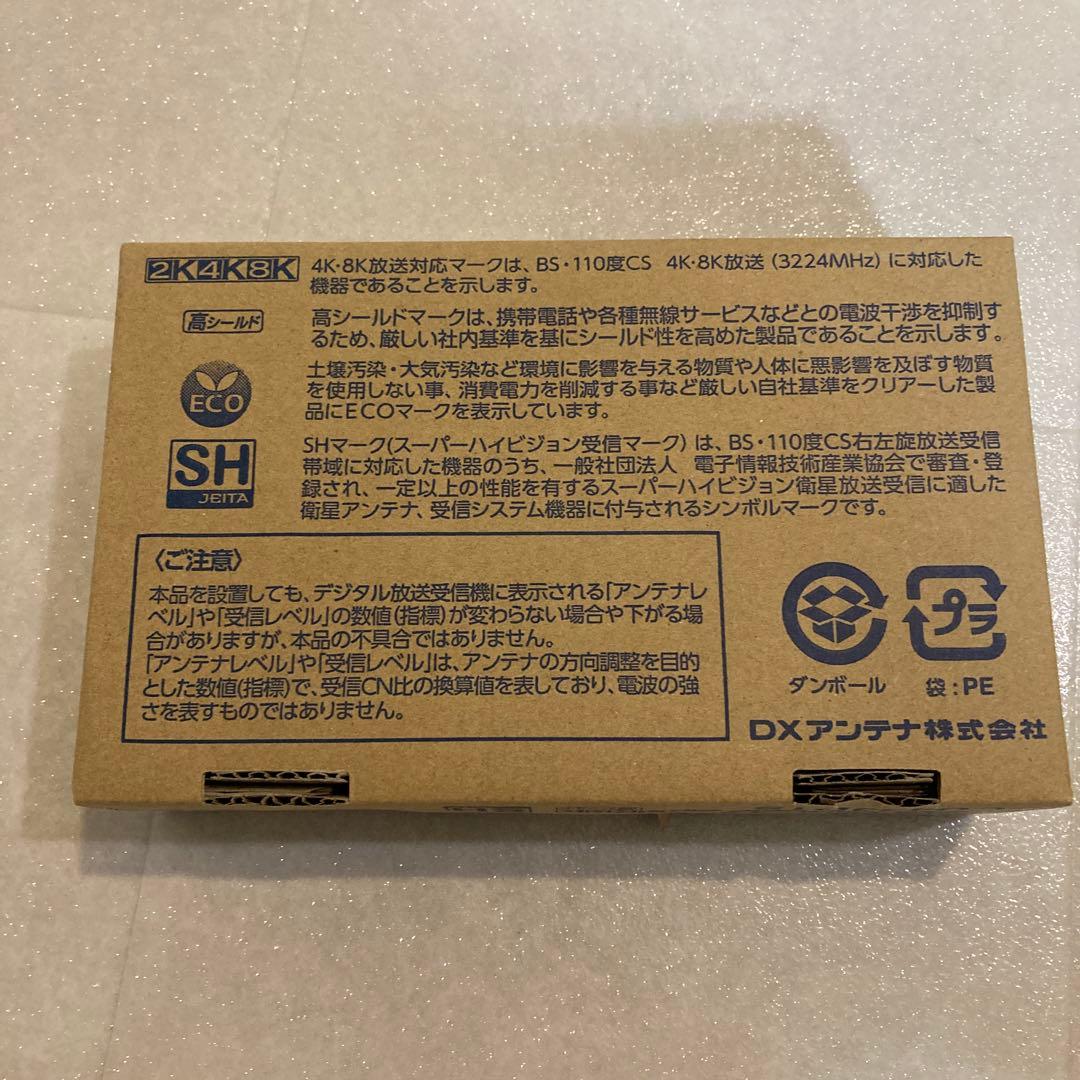 2K4K8K 4K・8K放送対応マークは、BS・110度CS 4K・8K放送(3224MHz)に対応した
機器であることを示します。
高シールド 高シールドマークは、携帯電話や各種無線サービスなどとの電波干渉を抑制す
るため、厳しい社内基準を基にシールド性を高めた製品であることを示します。
土壌汚染・大気汚染など環境に影響を与える物質や人体に悪影響を及ぼす物質
ECO を使用しない事、消費電力を削減する事など厳しい自社基準をクリアーした製
品にECOマークを表示しています。
SH SHマーク(スーパーハイビジョン受信マーク)は、BS・110度CS右左旋放送受信
帯域に対応した機器のうち、一般社団法人 電子情報技術産業協会で審査・登
JEITA 録され、一定以上の性能を有するスーパーハイビジョン衛星放送受信に適した
衛星アンテナ、受信システム機器に付与されるシンボルマークです。
〈ご注意〉
本品を設置しても、デジタル放送受信機に表示される「アンテナレ
ベル」や「受信レベル」の数値(指標)が変わらない場合や下がる場
合がありますが、本品の不具合ではありません。
「アンテナレベル」や「受信レベル」は、アンテナの方向調整を目的
とした数値(指標)で、受信CN比の換算値を表しており、電波の強
さを表すものではありません。
プラ
ダンボール 袋:PE
DXアンテナ株式会社